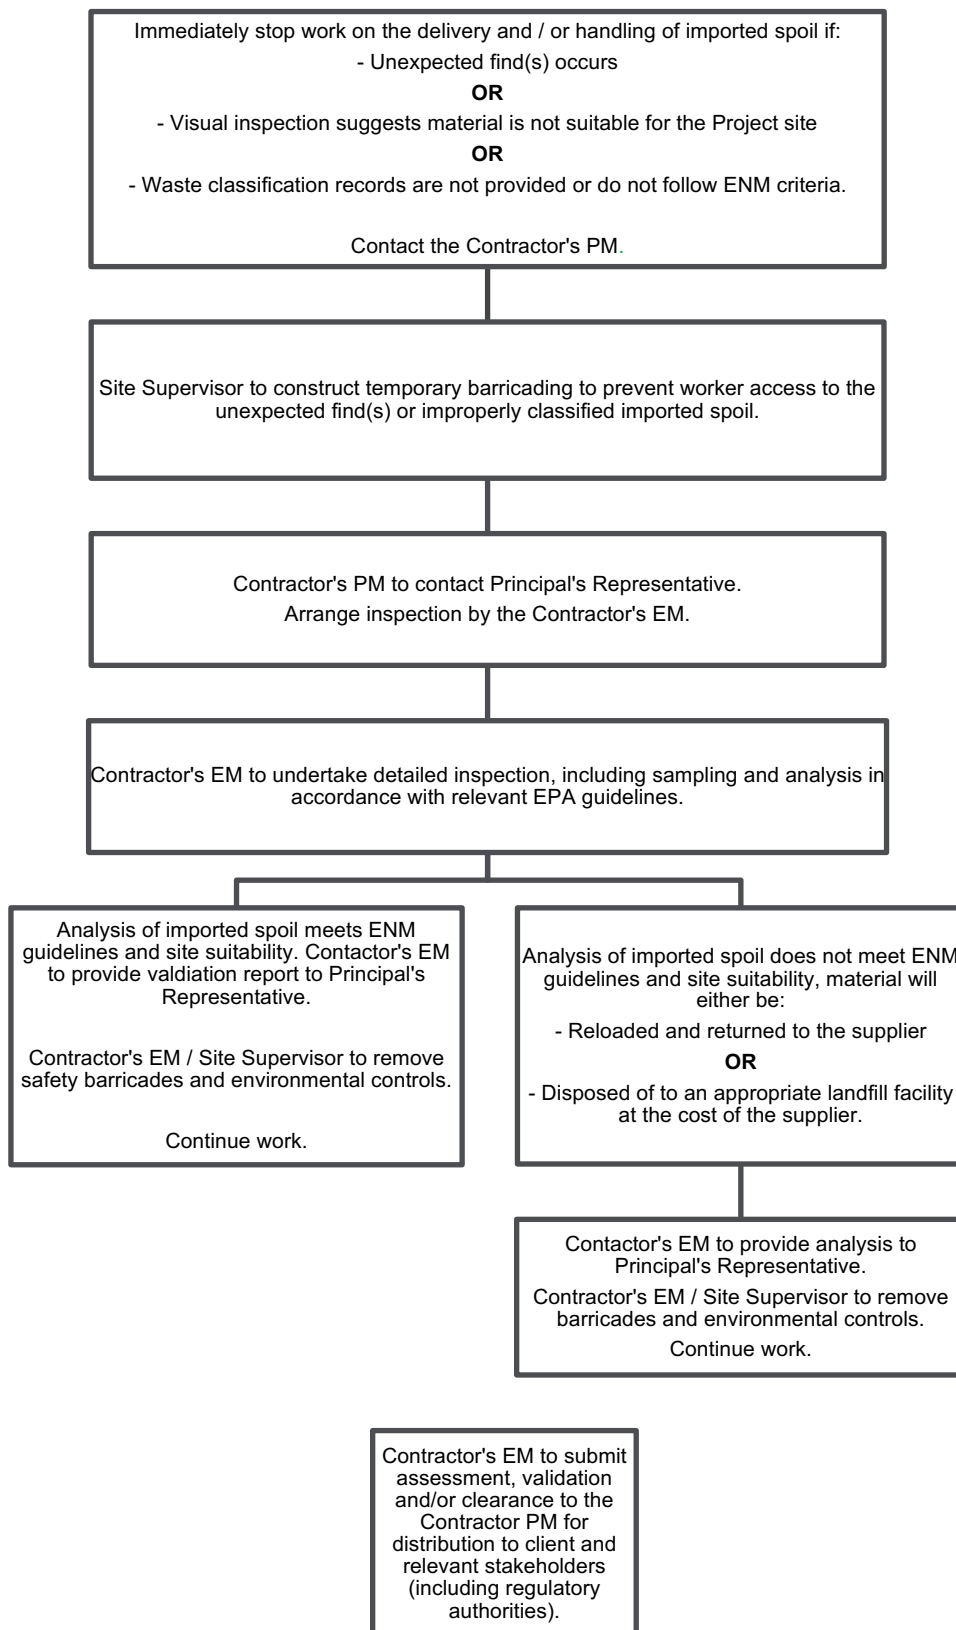 Immediately stop work on the delivery and / or handling of imported spoil if:
- Unexpected find(s) occurs
OR
- Visual inspection suggests material is not suitable for the Project site
OR
- Waste classification records are not provided or do not follow ENM criteria.
Contact the Contractor's PM.
Site Supervisor to construct temporary barricading to prevent worker access to the
unexpected find(s) or improperly classified imported spoil.
Contractor's PM to contact Principal's Representative.
Arrange inspection by the Contractor's EM.
Contractor's EM to undertake detailed inspection, including sampling and analysis in
accordance with relevant EPA guidelines.
Analysis of imported spoil meets ENM
guidelines and site suitability. Contactor's EM
to provide valdiation report to Principal's
Representative.
Contractor's EM / Site Supervisor to remove
safety barricades and environmental controls.
Continue work.
Analysis of imported spoil does not meet ENM
guidelines and site suitability, material will
either be:
- Reloaded and returned to the supplier
OR
- Disposed of to an appropriate landfill facility
at the cost of the supplier.
Contactor's EM to provide analysis to
Principal's Representative.
Contractor's EM / Site Supervisor to remove
barricades and environmental controls.
Continue work.
Contractor's EM to submit
assessment, validation
and/or clearance to the
Contractor PM for
distribution to client and
relevant stakeholders
(including regulatory
authorities).